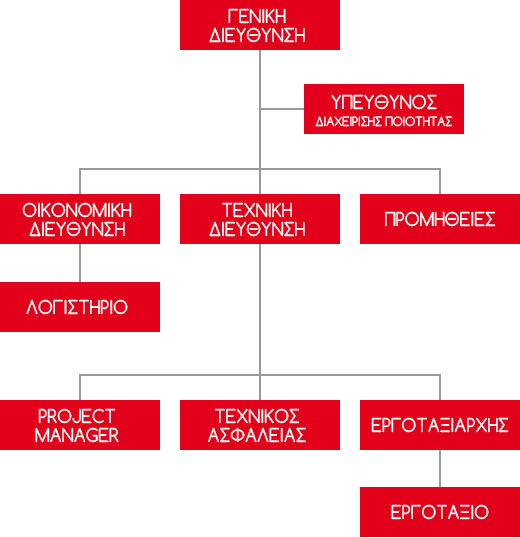 ΓΕΝΙΚΗ
ΔΙΕΥΘΥΝΣΗ
ΥΠΕΥΘΥΝΟΣ
ΔΙΑΧΕΙΡΙΣΗΣ ΠΟΙΟΤΗΤΑΣ
ΟΙΚΟΝΟΜΙΚΗ
ΔΙΕΥΘΥΝΣΗ
ΤΕΧΝΙΚΗ
ΔΙΕΥΘΥΝΣΗ
ΠΡΟΜΗΘΕΙΕΣ
ΛΟΓΙΣΤΗΡΙΟ
PROJECT
MANAGER
ΤΕΧΝΙΚΟΣ
ΑΣΦΑΛΕΙΑΣ
ΕΡΓΟΤΑΞΙΑΡΧΗΣ
ΕΡΓΟΤΑΞΙΟ